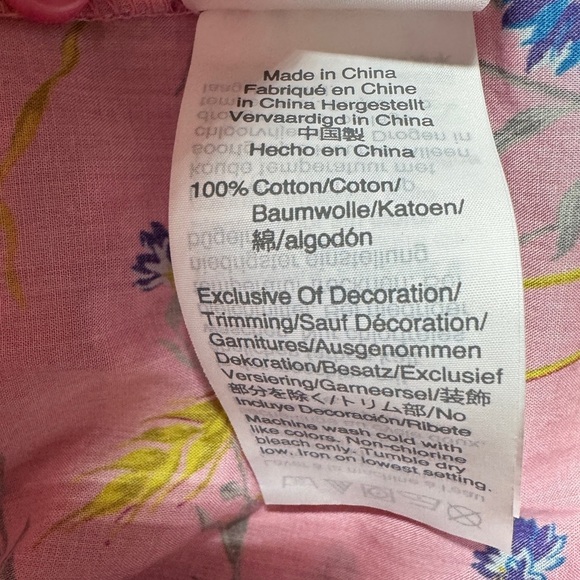 Made in China
Fabriqué en Chine
in China Hergestellt
Vervaardigd in China
中国製
Hecho en China
100% Cotton/Coton/
Baumwolle/Katoen/
綿/algodón
Exclusive Of Decoration/
Trimming/Sauf Décoration/
Garnitures/Ausgenommen
Dekoration/Besatz/Exclusief
Versiering/Garneersel/装飾
部分を除く/トリム部/No
Incluye Decoración/Ribete
Machine wash cold with
like colors. Non-chlorine
bleach only. Tumble dry
low. Iron on lowest setting.